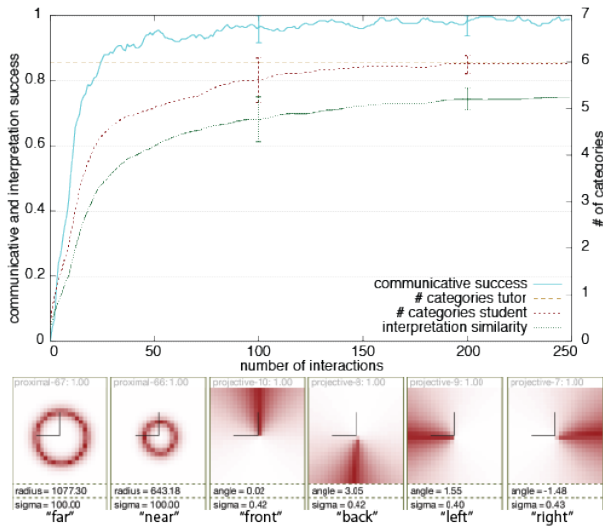 1
0.8
0.6
0.4
0.2
0
7
6
5
4
3
2
1
0
communicative and interpretation success
# of categories
communicative success
# categories tutor
# categories student
interpretation similarity
0 50 100 150 200 250
number of interactions
proximal-67: 1.00 proximal-66: 1.00 projective-10: 1.00 projective-8: 1.00 projective-9: 1.00 projective-7: 1.00
radius = 1077.30 radius = 643.18 angle = 0.02 angle = 3.05 angle = 1.55 angle = -1.48
sigma = 100.00 sigma = 100.00 sigma = 0.42 sigma = 0.42 sigma = 0.40 sigma = 0.43
"far" "near" "front" "back" "left" "right"